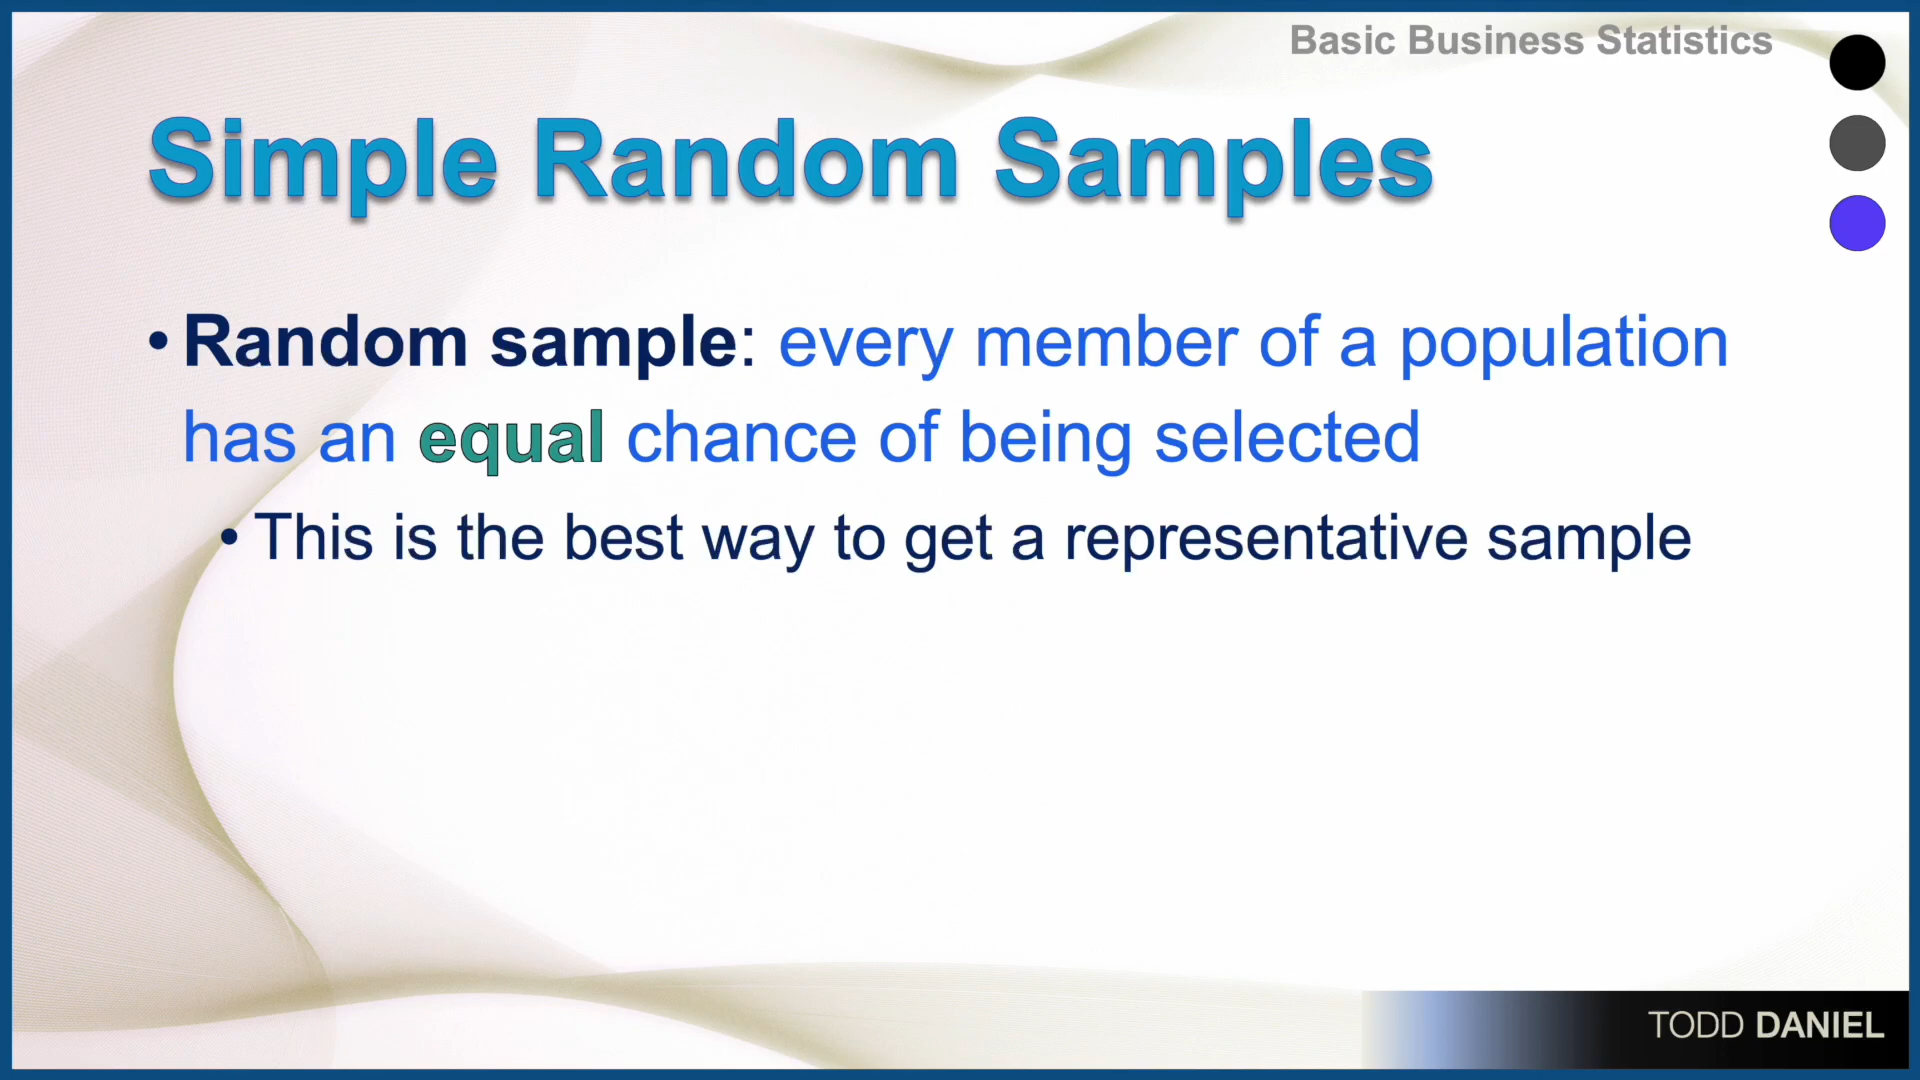 Basic Business Statistics
Simple Random Samples
• Random sample: every member of a population
has an equal chance of being selected
• This is the best way to get a representative sample
TODD DANIEL